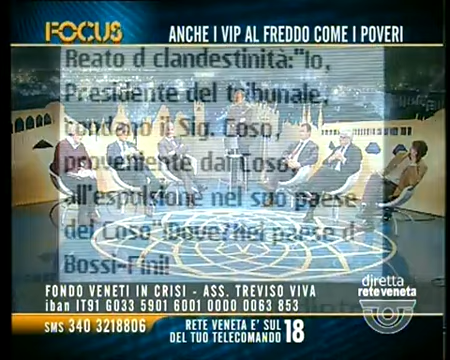 FOCUS
ANCHE I VIP AL FREDDO COME I POVERI
Reato d clandestinità:"Io,
Presidente del tribunale,
condano il Sig. Coso,
proveniente dal Coso,
all'espulsione nel suo paese
del Coso"!Dove?Nel paese d
Bossi-Fini!
diretta
reteveneta
FONDO VENETI IN CRISI - ASS. TREVISO VIVA
iban IT91 G033 5901 6001 0000 0063 853
SMS 340 3218806
RETE VENETA E' SUL
DEL TUO TELECOMANDO 18